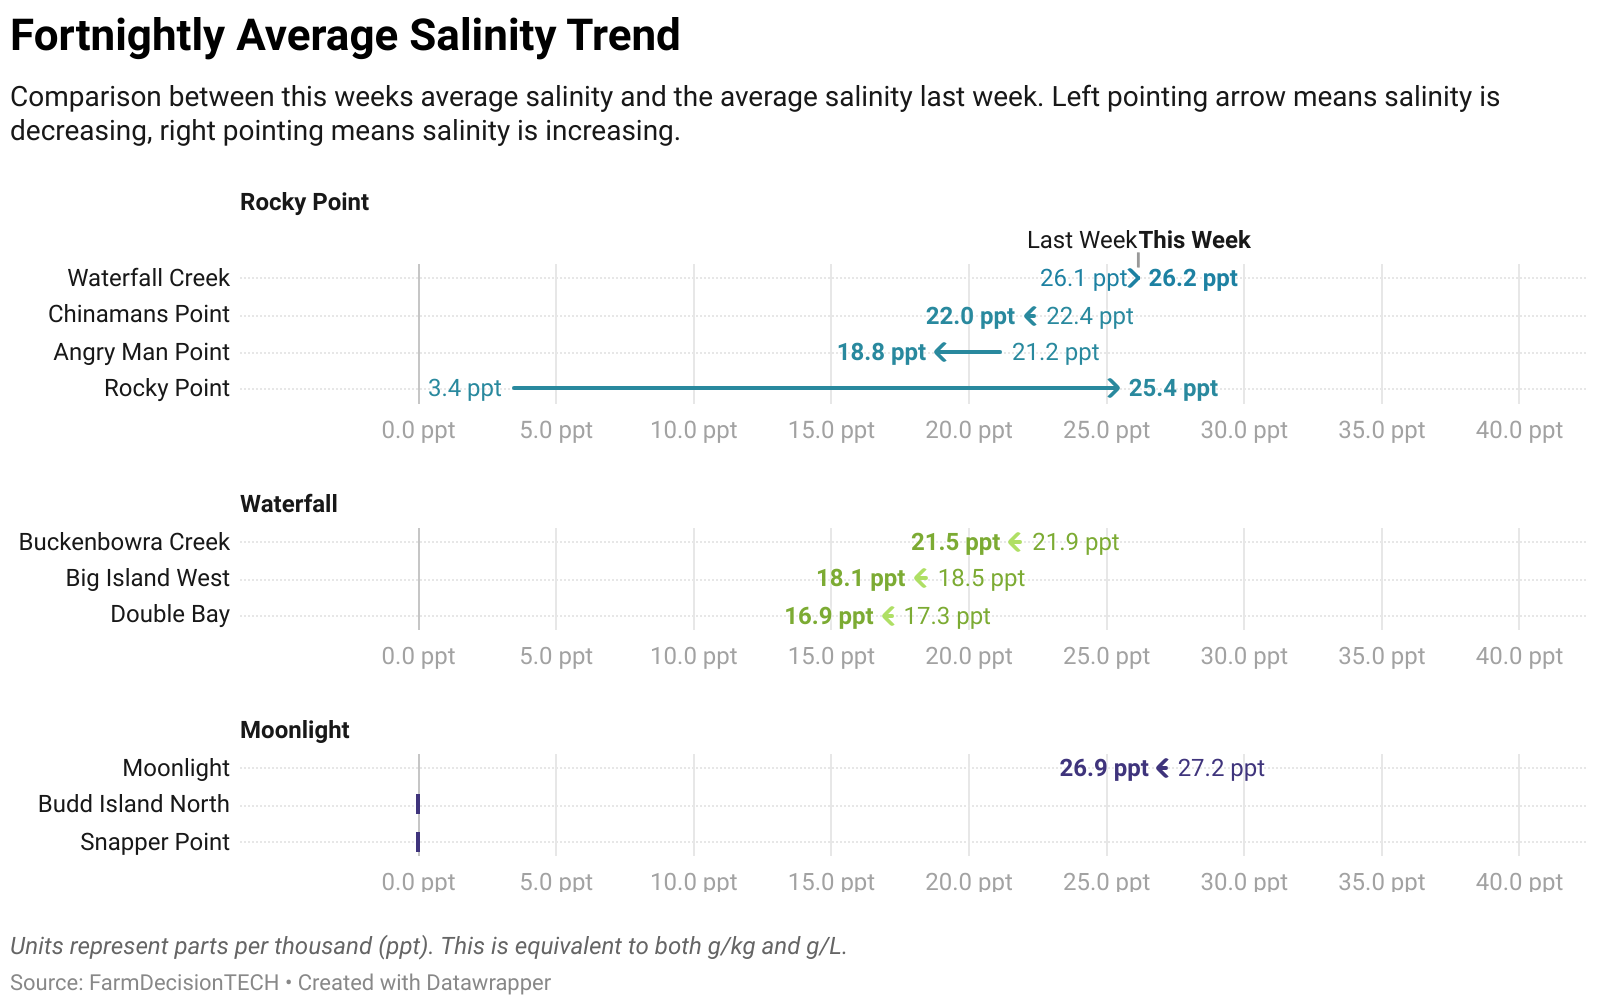 Fortnightly Average Salinity Trend
Comparison between this weeks average salinity and the average salinity last week. Left pointing arrow means salinity is
decreasing, right pointing means salinity is increasing.
Rocky Point
Last Week This Week
Waterfall Creek 26.1 ppt 26.2 ppt
Chinamans Point 22.0 ppt 22.4 ppt
Angry Man Point 18.8 ppt 21.2 ppt
Rocky Point 3.4 ppt 25.4 ppt
0.0 ppt 5.0 ppt 10.0 ppt 15.0 ppt 20.0 ppt 25.0 ppt 30.0 ppt 35.0 ppt 40.0 ppt
Waterfall
Buckenbowra Creek 21.5 ppt 21.9 ppt
Big Island West 18.1 ppt 18.5 ppt
Double Bay 16.9 ppt 17.3 ppt
0.0 ppt 5.0 ppt 10.0 ppt 15.0 ppt 20.0 ppt 25.0 ppt 30.0 ppt 35.0 ppt 40.0 ppt
Moonlight
Moonlight 26.9 ppt 27.2 ppt
Budd Island North
Snapper Point
0.0 ppt 5.0 ppt 10.0 ppt 15.0 ppt 20.0 ppt 25.0 ppt 30.0 ppt 35.0 ppt 40.0 ppt
Units represent parts per thousand (ppt). This is equivalent to both g/kg and g/L.
Source: FarmDecisionTECH • Created with Datawrapper